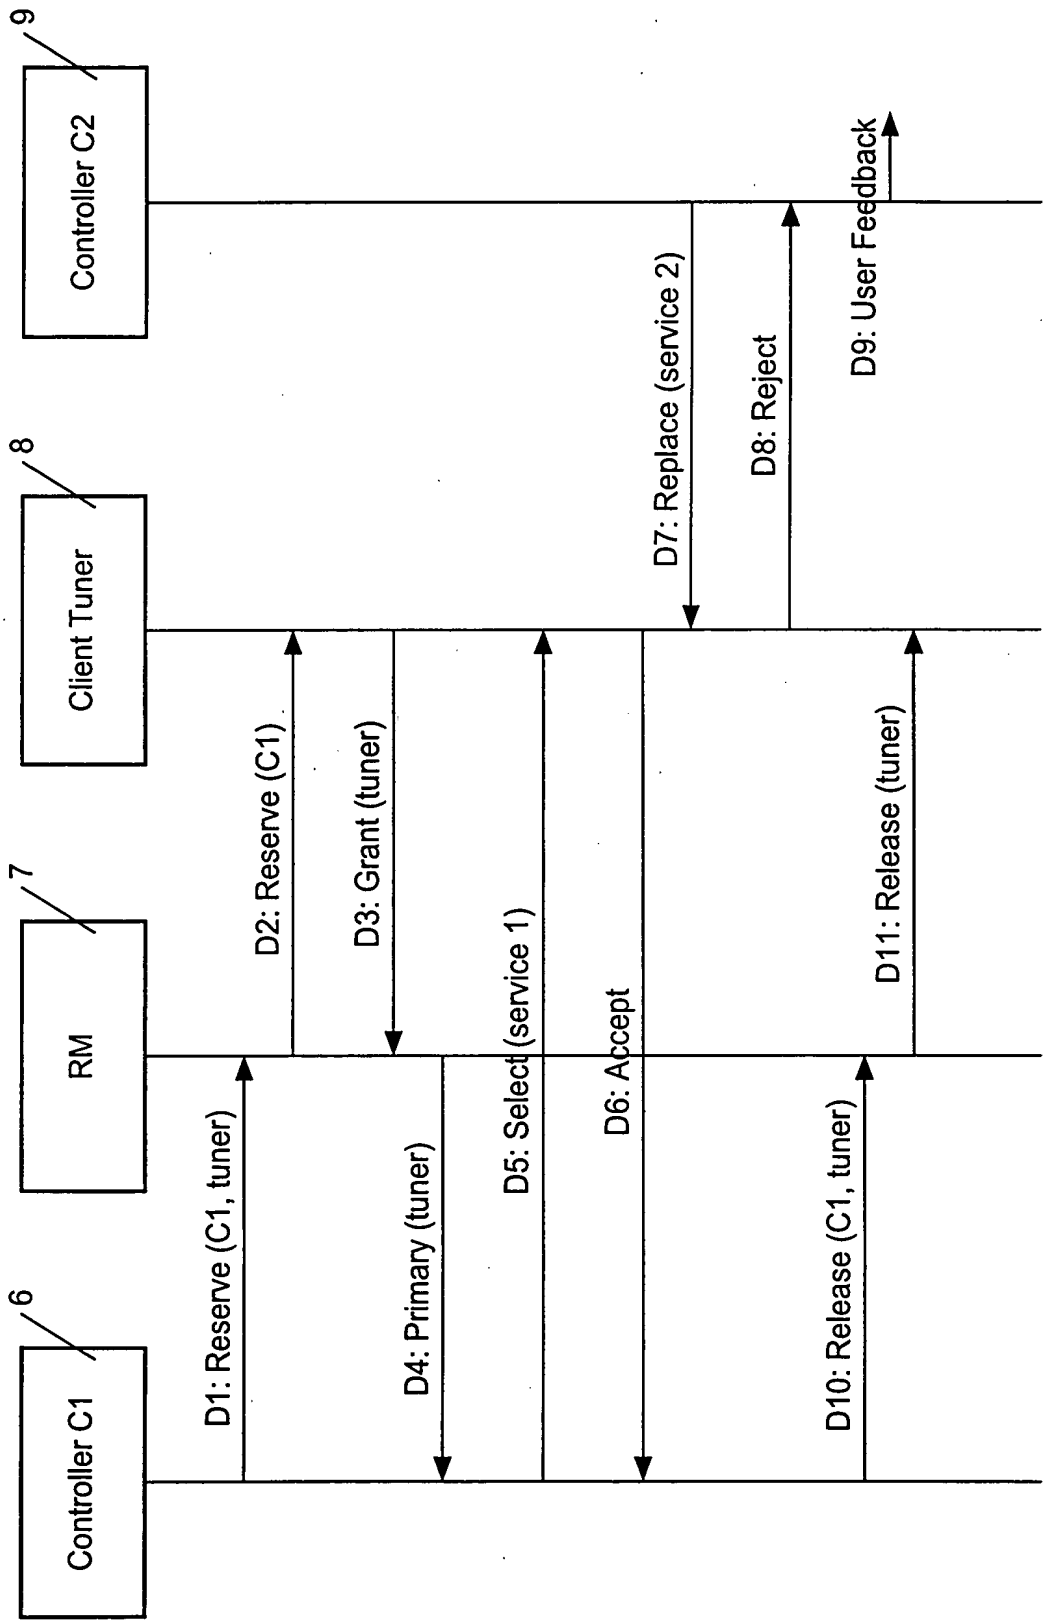 Controller C1
6
RM
7
Client Tuner
8
Controller C2
9
D1: Reserve (C1, tuner)
D2: Reserve (C1)
D3: Grant (tuner)
D4: Primary (tuner)
D5: Select (service 1)
D6: Accept
D7: Replace (service 2)
D8: Reject
D9: User Feedback
D10: Release (C1, tuner)
D11: Release (tuner)